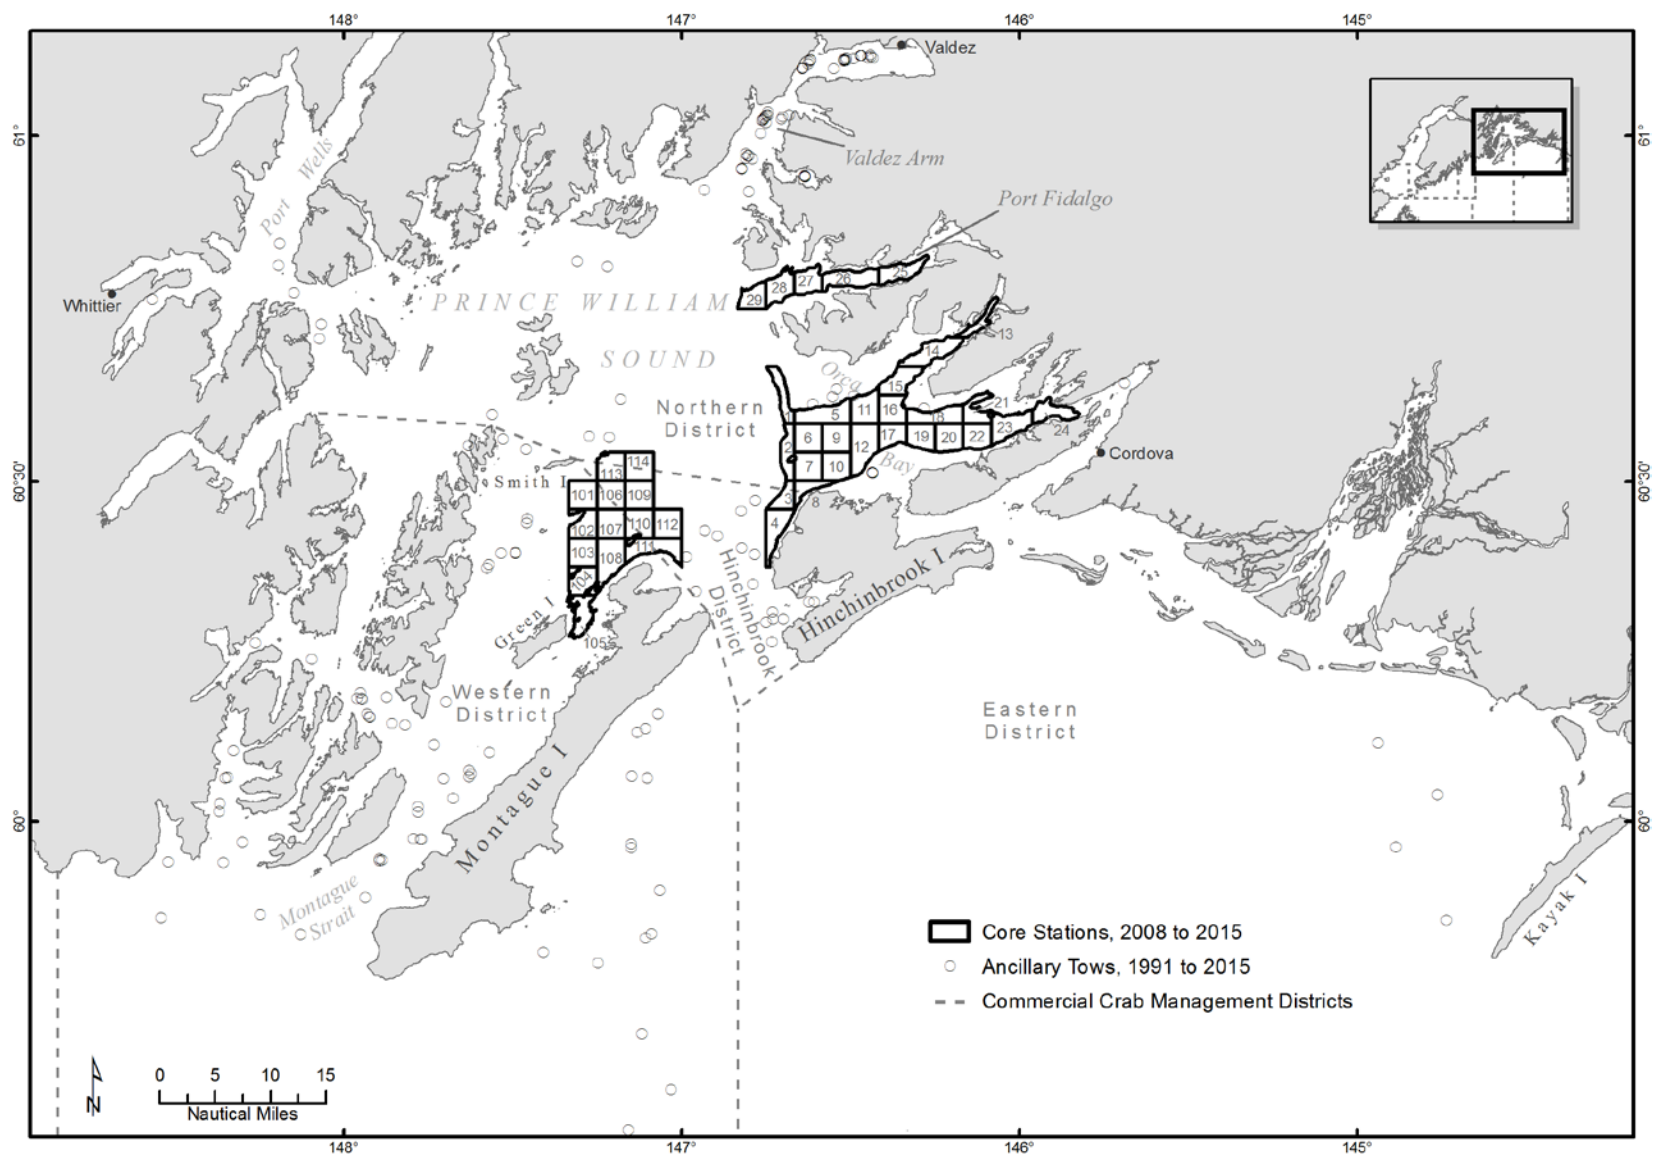 148°
147°
146°
145°
Valdez
61°
61°
Valdez Arm
Port Wells
Port Fidalgo
25
26
27
28
29
Whittier
PRINCE WILLIAM
SOUND
13
14
Orca
15
Northern
District
1
5
11
16
18
21
24
23
2
6
9
12
17
19
20
22
Bay
Cordova
7
10
114
113
Smith I
60°30'
60°30'
101
106
109
3
8
4
102
107
110
112
103
108
111
104
Hinchinbrook
District
Hinchinbrook I
Green I
105
Western
District
Eastern
District
Montague I
60°
60°
Montague
Strait
Kayak I
Core Stations, 2008 to 2015
Ancillary Tows, 1991 to 2015
Commercial Crab Management Districts
N
0 5 10 15
Nautical Miles
148°
147°
146°
145°